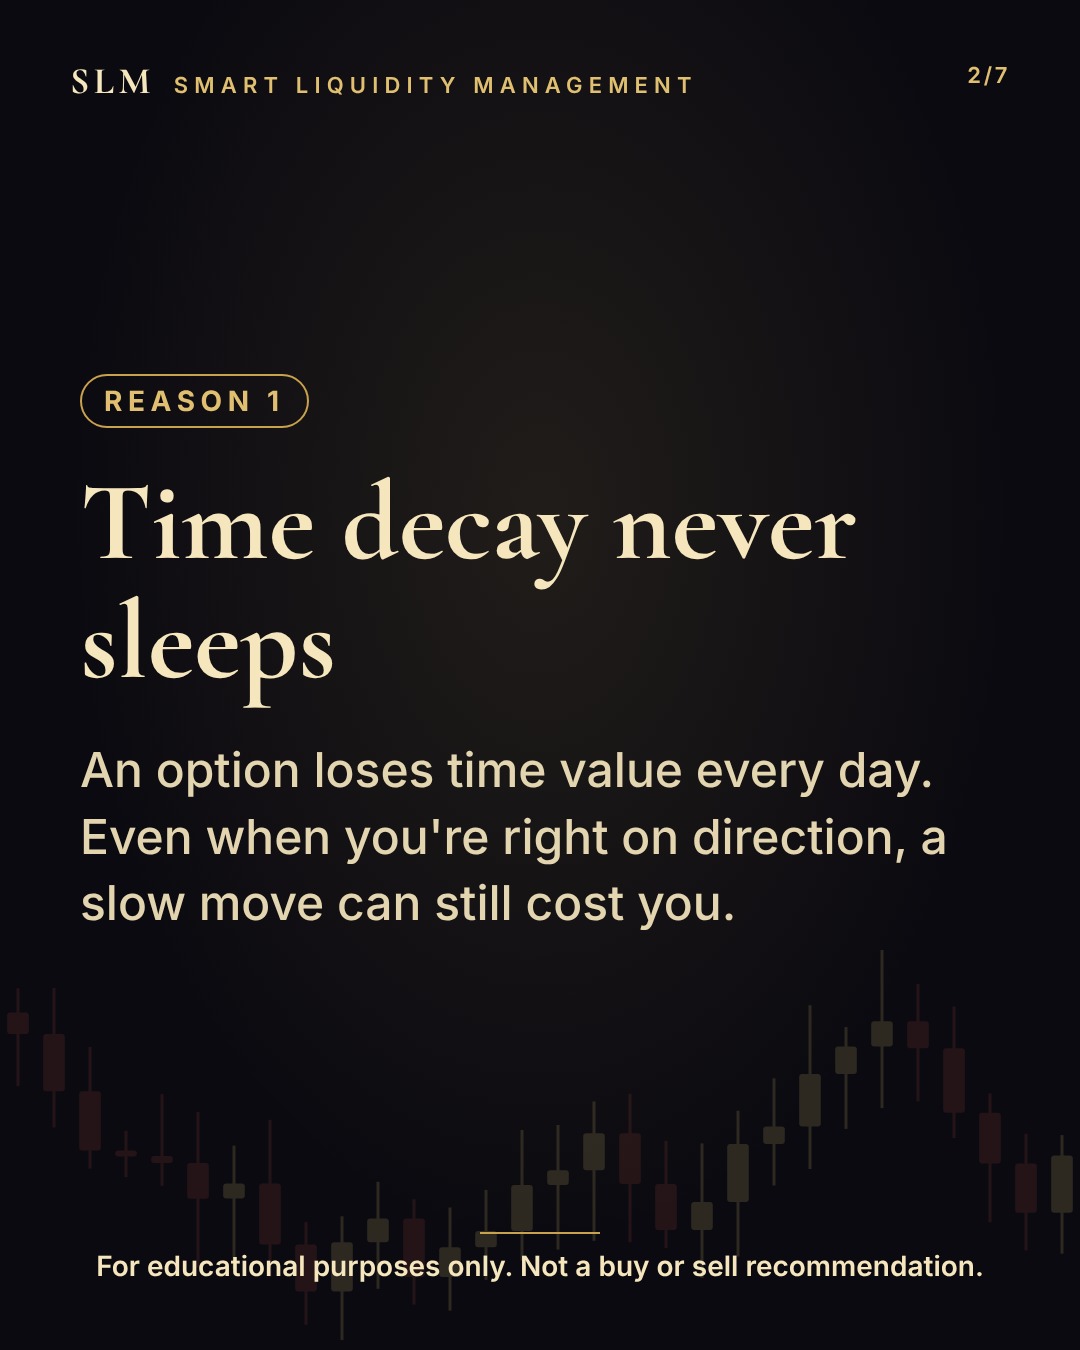 SLM SMART LIQUIDITY MANAGEMENT 2/7
REASON 1
Time decay never
sleeps
An option loses time value every day.
Even when you're right on direction, a
slow move can still cost you.
For educational purposes only. Not a buy or sell recommendation.